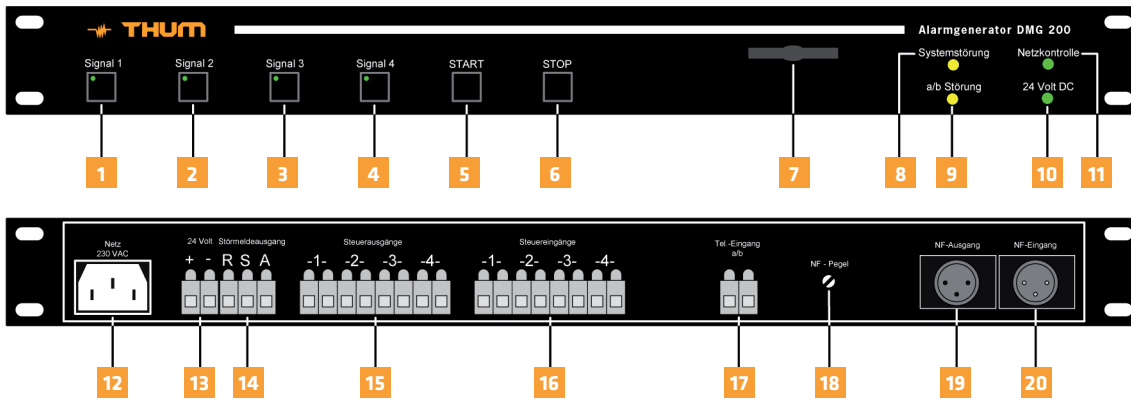 THUM
Alarmgenerator DMG 200
Signal 1
Signal 2
Signal 3
Signal 4
START
STOP
Systemstörung
Netzkontrolle
a/b Störung
24 Volt DC
1
2
3
4
5
6
7
8
9
10
11
Netz
230 VAC
24 Volt
Störmeldeausgang
Steuerausgänge
Steuereingänge
Tel.-Eingang
a/b
NF - Pegel
NF-Ausgang
NF-Eingang
+ - R S A
-1- -2- -3- -4-
-1- -2- -3- -4-
12
13
14
15
16
17
18
19
20